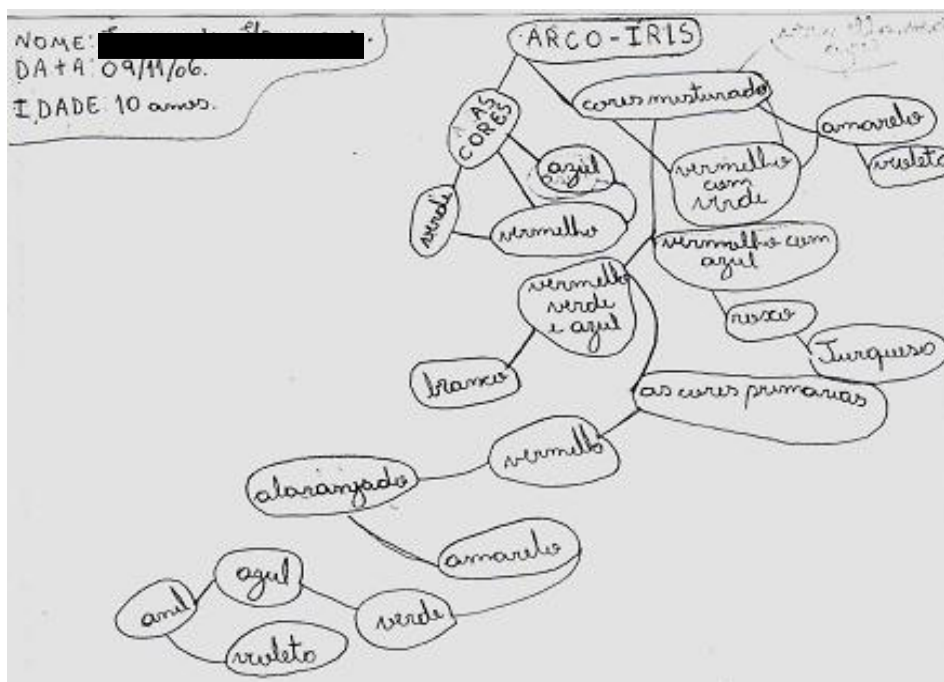 NOME:
DATA: 09/11/06.
IDADE: 10 anos.
ARCO-ÍRIS
AS
CORES
azúl
verde
vermelho
cores misturado
vermelho
com
verde
amarelo
violeta
vermelho com
azul
roxo
Turqueso
vermelho
verde
e azul
branco
as cores primarias
vermelho
alaranjado
amarelo
verde
azul
anil
violeta